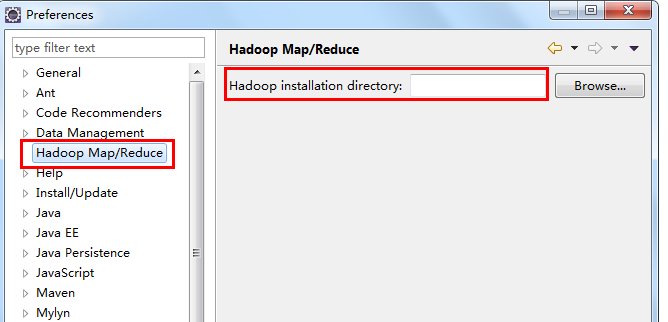 Preferences
type filter text
General
Ant
Code Recommenders
Data Management
Hadoop Map/Reduce
Help
Install/Update
Java
Java EE
Java Persistence
JavaScript
Maven
Mylyn
Hadoop Map/Reduce
Hadoop installation directory:
Browse...